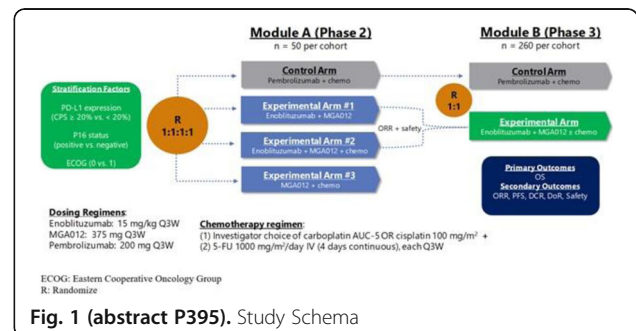 Module A (Phase 2)
n = 50 per cohort
Module B (Phase 3)
n = 260 per cohort
Stratification Factors
PD-L1 expression
(CPS ≥ 20% vs. < 20%)
P16 status
(positive vs. negative)
ECOG (0 vs. 1)
R
1:1:1:1
Control Arm
Pembrolizumab + chemo
Experimental Arm #1
Enoblituzumab + MGA012
Experimental Arm #2
Enoblituzumab + MGA012 + chemo
Experimental Arm #3
MGA012 + chemo
ORR + safety
R
1:1
Control Arm
Pembrolizumab + chemo
Experimental Arm
Enoblituzumab + MGA012 ± chemo
Primary Outcomes
OS
Secondary Outcomes
ORR, PFS, DCR, DoR, Safety
Dosing Regimens:
Enoblituzumab: 15 mg/kg Q3W
MGA012: 375 mg Q3W
Pembrolizumab: 200 mg Q3W
Chemotherapy regimen:
(1) Investigator choice of carboplatin AUC-5 OR cisplatin 100 mg/m² +
(2) 5-FU 1000 mg/m²/day IV (4 days continuous), each Q3W
ECOG: Eastern Cooperative Oncology Group
R: Randomize
Fig. 1 (abstract P395). Study Schema